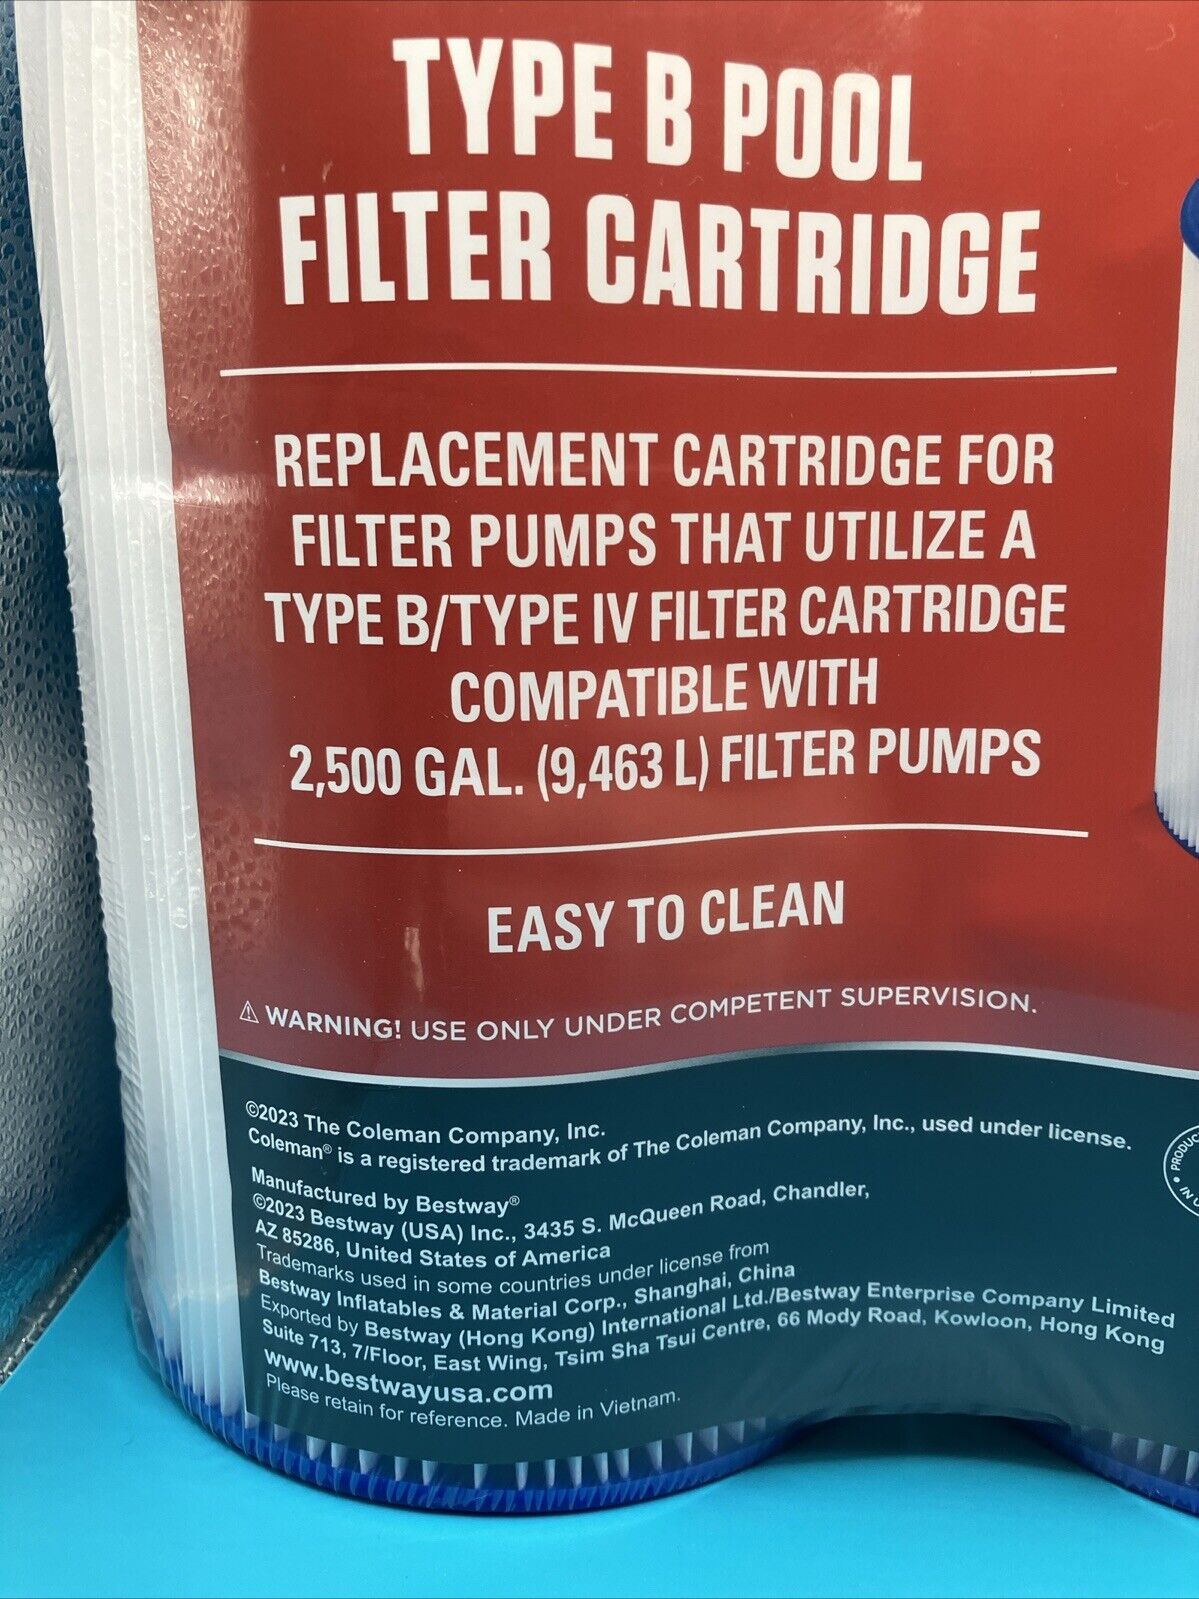 TYPE B POOL
FILTER CARTRIDGE
REPLACEMENT CARTRIDGE FOR
FILTER PUMPS THAT UTILIZE A
TYPE B/TYPE IV FILTER CARTRIDGE
COMPATIBLE WITH
2,500 GAL. (9,463 L) FILTER PUMPS
EASY TO CLEAN
⚠ WARNING! USE ONLY UNDER COMPETENT SUPERVISION.
©2023 The Coleman Company, Inc.
Coleman® is a registered trademark of The Coleman Company, Inc., used under license.
Manufactured by Bestway®
©2023 Bestway (USA) Inc., 3435 S. McQueen Road, Chandler,
AZ 85286, United States of America
Trademarks used in some countries under license from
Bestway Inflatables & Material Corp., Shanghai, China
Exported by Bestway (Hong Kong) International Ltd./Bestway Enterprise Company Limited
Suite 713, 7/Floor, East Wing, Tsim Sha Tsui Centre, 66 Mody Road, Kowloon, Hong Kong
www.bestwayusa.com
Please retain for reference. Made in Vietnam.